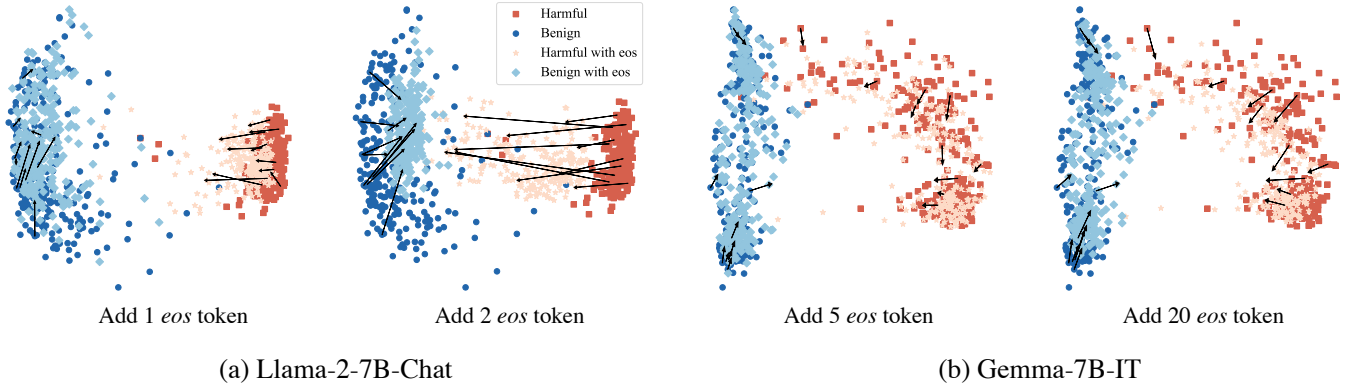 Harmful
Benign
Harmful with eos
Benign with eos
Add 1 eos token
Add 2 eos token
Add 5 eos token
Add 20 eos token
(a) Llama-2-7B-Chat
(b) Gemma-7B-IT